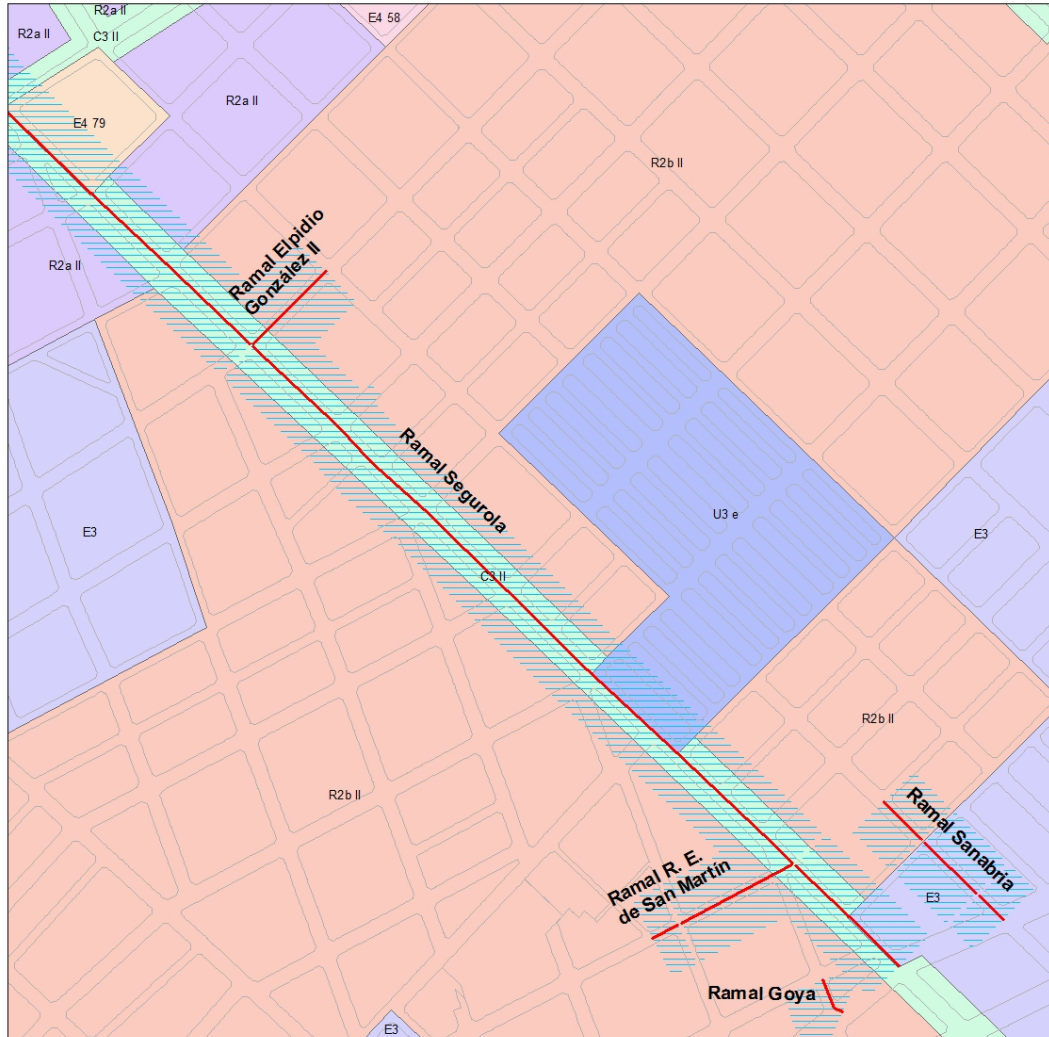 R2a II
E4 58
R2a II
C3 II
R2a II
E4 79
R2b II
Ramal Elpidio
González II
R2a II
Ramal Segurola
U3 e
E3
E3
C3 II
R2b II
R2b II
Ramal Sanabria
Ramal R. E.
de San Martín
E3
Ramal Goya
E3